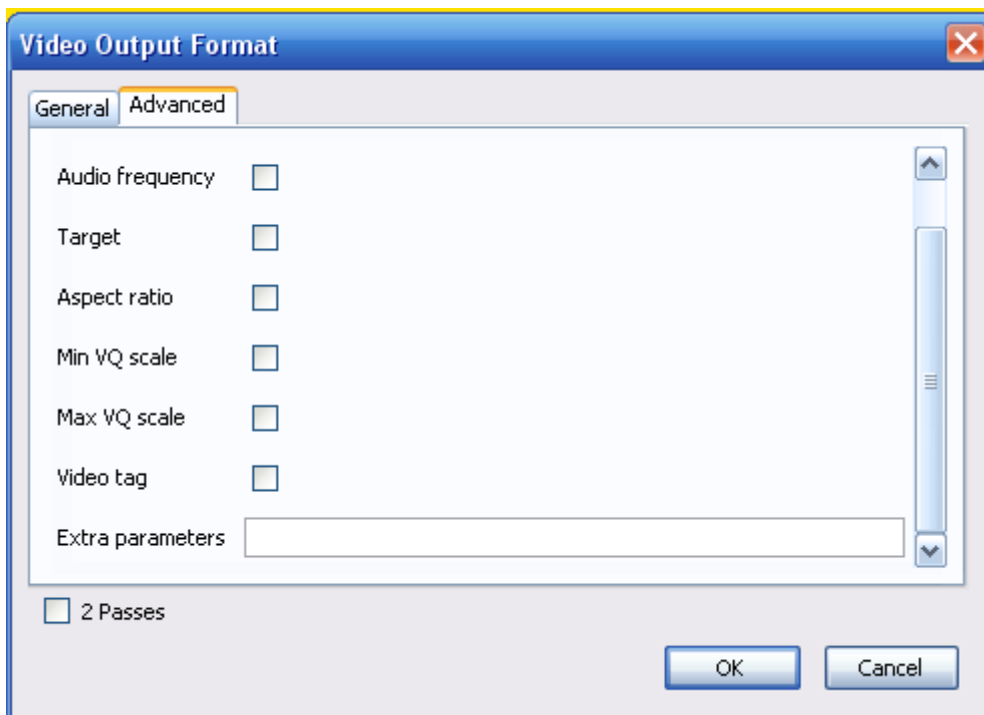 Video Output Format
General Advanced
Audio frequency
Target
Aspect ratio
Min VQ scale
Max VQ scale
Video tag
Extra parameters
2 Passes
OK Cancel